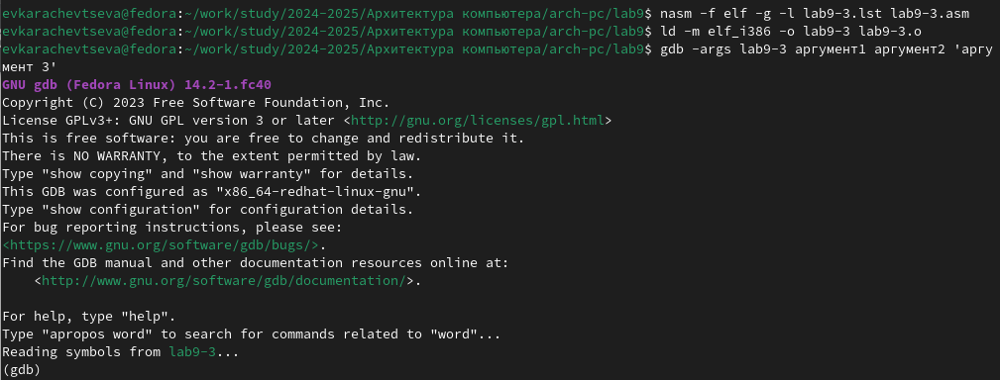 evkarachevtseva@fedora:~/work/study/2024-2025/Архитектура компьютера/arch-pc/lab9$ nasm -f elf -g -l lab9-3.lst lab9-3.asm
evkarachevtseva@fedora:~/work/study/2024-2025/Архитектура компьютера/arch-pc/lab9$ ld -m elf_i386 -o lab9-3 lab9-3.o
evkarachevtseva@fedora:~/work/study/2024-2025/Архитектура компьютера/arch-pc/lab9$ gdb -args lab9-3 аргумент1 аргумент2 'аргу
мент 3'
GNU gdb (Fedora Linux) 14.2-1.fc40
Copyright (C) 2023 Free Software Foundation, Inc.
License GPLv3+: GNU GPL version 3 or later <http://gnu.org/licenses/gpl.html>
This is free software: you are free to change and redistribute it.
There is NO WARRANTY, to the extent permitted by law.
Type "show copying" and "show warranty" for details.
This GDB was configured as "x86_64-redhat-linux-gnu".
Type "show configuration" for configuration details.
For bug reporting instructions, please see:
<https://www.gnu.org/software/gdb/bugs/>.
Find the GDB manual and other documentation resources online at:
    <http://www.gnu.org/software/gdb/documentation/>.

For help, type "help".
Type "apropos word" to search for commands related to "word"...
Reading symbols from lab9-3...
(gdb)